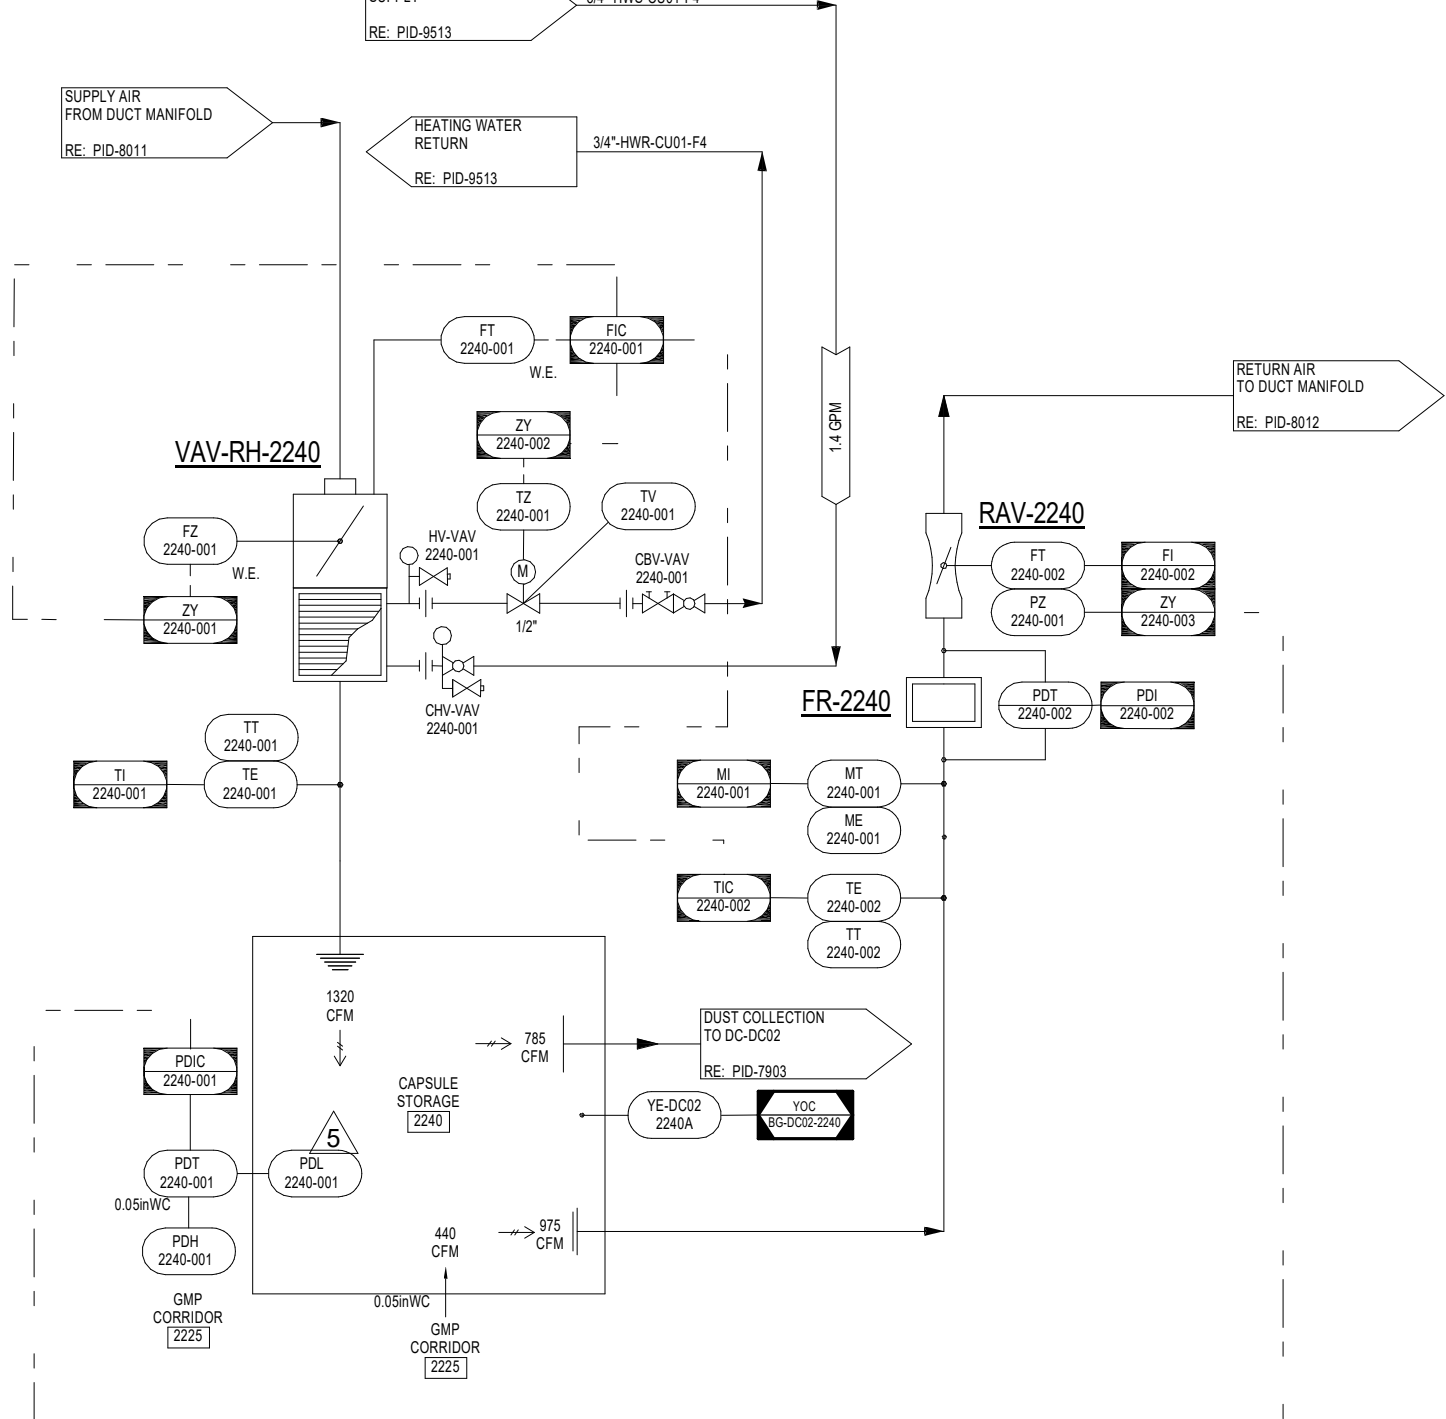 RE: PID-9513
SUPPLY AIR
FROM DUCT MANIFOLD
RE: PID-8011
HEATING WATER
RETURN
RE: PID-9513
3/4"-HWR-CU01-F4
FT
2240-001
W.E.
FIC
2240-001
ZY
2240-002
TZ
2240-001
TV
2240-001
1.4 GPM
RETURN AIR
TO DUCT MANIFOLD
RE: PID-8012
VAV-RH-2240
FZ
2240-001
W.E.
ZY
2240-001
HV-VAV
2240-001
M
1/2"
CBV-VAV
2240-001
CHV-VAV
2240-001
RAV-2240
FT
2240-002
FI
2240-002
PZ
2240-001
ZY
2240-003
FR-2240
PDT
2240-002
PDI
2240-002
TT
2240-001
TI
2240-001
TE
2240-001
MI
2240-001
MT
2240-001
ME
2240-001
TIC
2240-002
TE
2240-002
TT
2240-002
1320
CFM
785
CFM
DUST COLLECTION
TO DC-DC02
RE: PID-7903
CAPSULE
STORAGE
2240
YE-DC02
2240A
YOC
BG-DC02-2240
PDIC
2240-001
5
PDT
2240-001
PDL
2240-001
0.05inWC
PDH
2240-001
GMP
CORRIDOR
2225
440
CFM
975
CFM
0.05inWC
GMP
CORRIDOR
2225